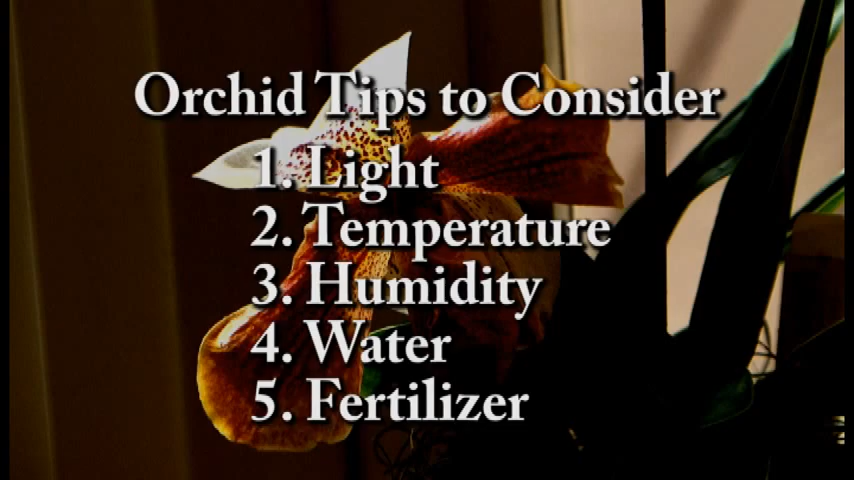 Orchid Tips to Consider
1. Light
2. Temperature
3. Humidity
4. Water
5. Fertilizer